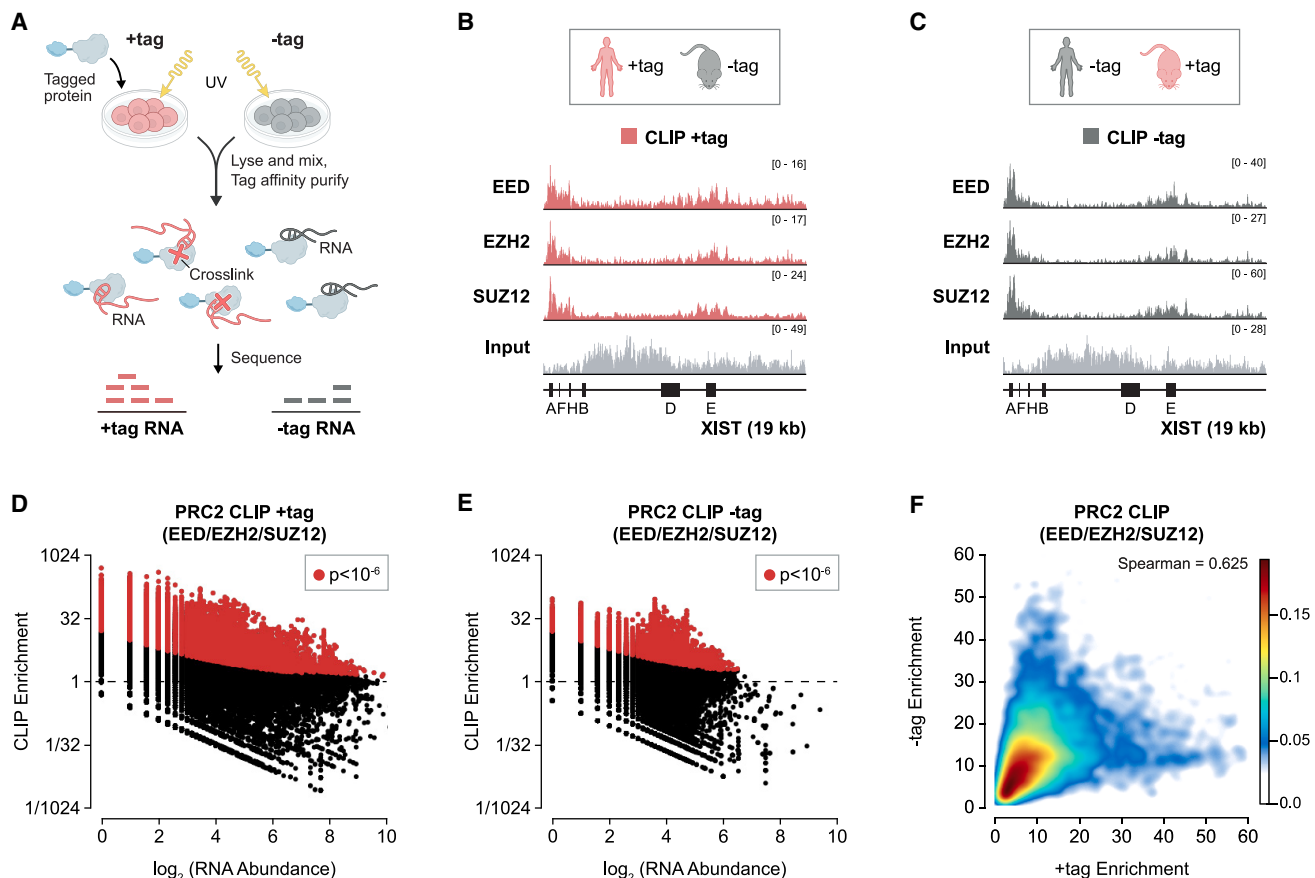 A
+tag
-tag
Tagged
protein
UV
Lyse and mix,
Tag affinity purify
RNA
Crosslink
RNA
Sequence
+tag RNA
-tag RNA
B
+tag
-tag
CLIP +tag
[0 - 16]
EED
[0 - 17]
EZH2
[0 - 24]
SUZ12
[0 - 49]
Input
AFHB
D
E
XIST (19 kb)
C
-tag
+tag
CLIP -tag
[0 - 40]
EED
[0 - 27]
EZH2
[0 - 60]
SUZ12
[0 - 28]
Input
AFHB
D
E
XIST (19 kb)
D
PRC2 CLIP +tag
(EED/EZH2/SUZ12)
p<10⁻⁶
CLIP Enrichment
1024
32
1
1/32
1/1024
0 2 4 6 8 10
log₂ (RNA Abundance)
E
PRC2 CLIP -tag
(EED/EZH2/SUZ12)
p<10⁻⁶
CLIP Enrichment
1024
32
1
1/32
1/1024
0 2 4 6 8 10
log₂ (RNA Abundance)
F
PRC2 CLIP
(EED/EZH2/SUZ12)
Spearman = 0.625
-tag Enrichment
60
50
40
30
20
10
0
0 10 20 30 40 50 60
+tag Enrichment
0.15
0.1
0.05
0.0